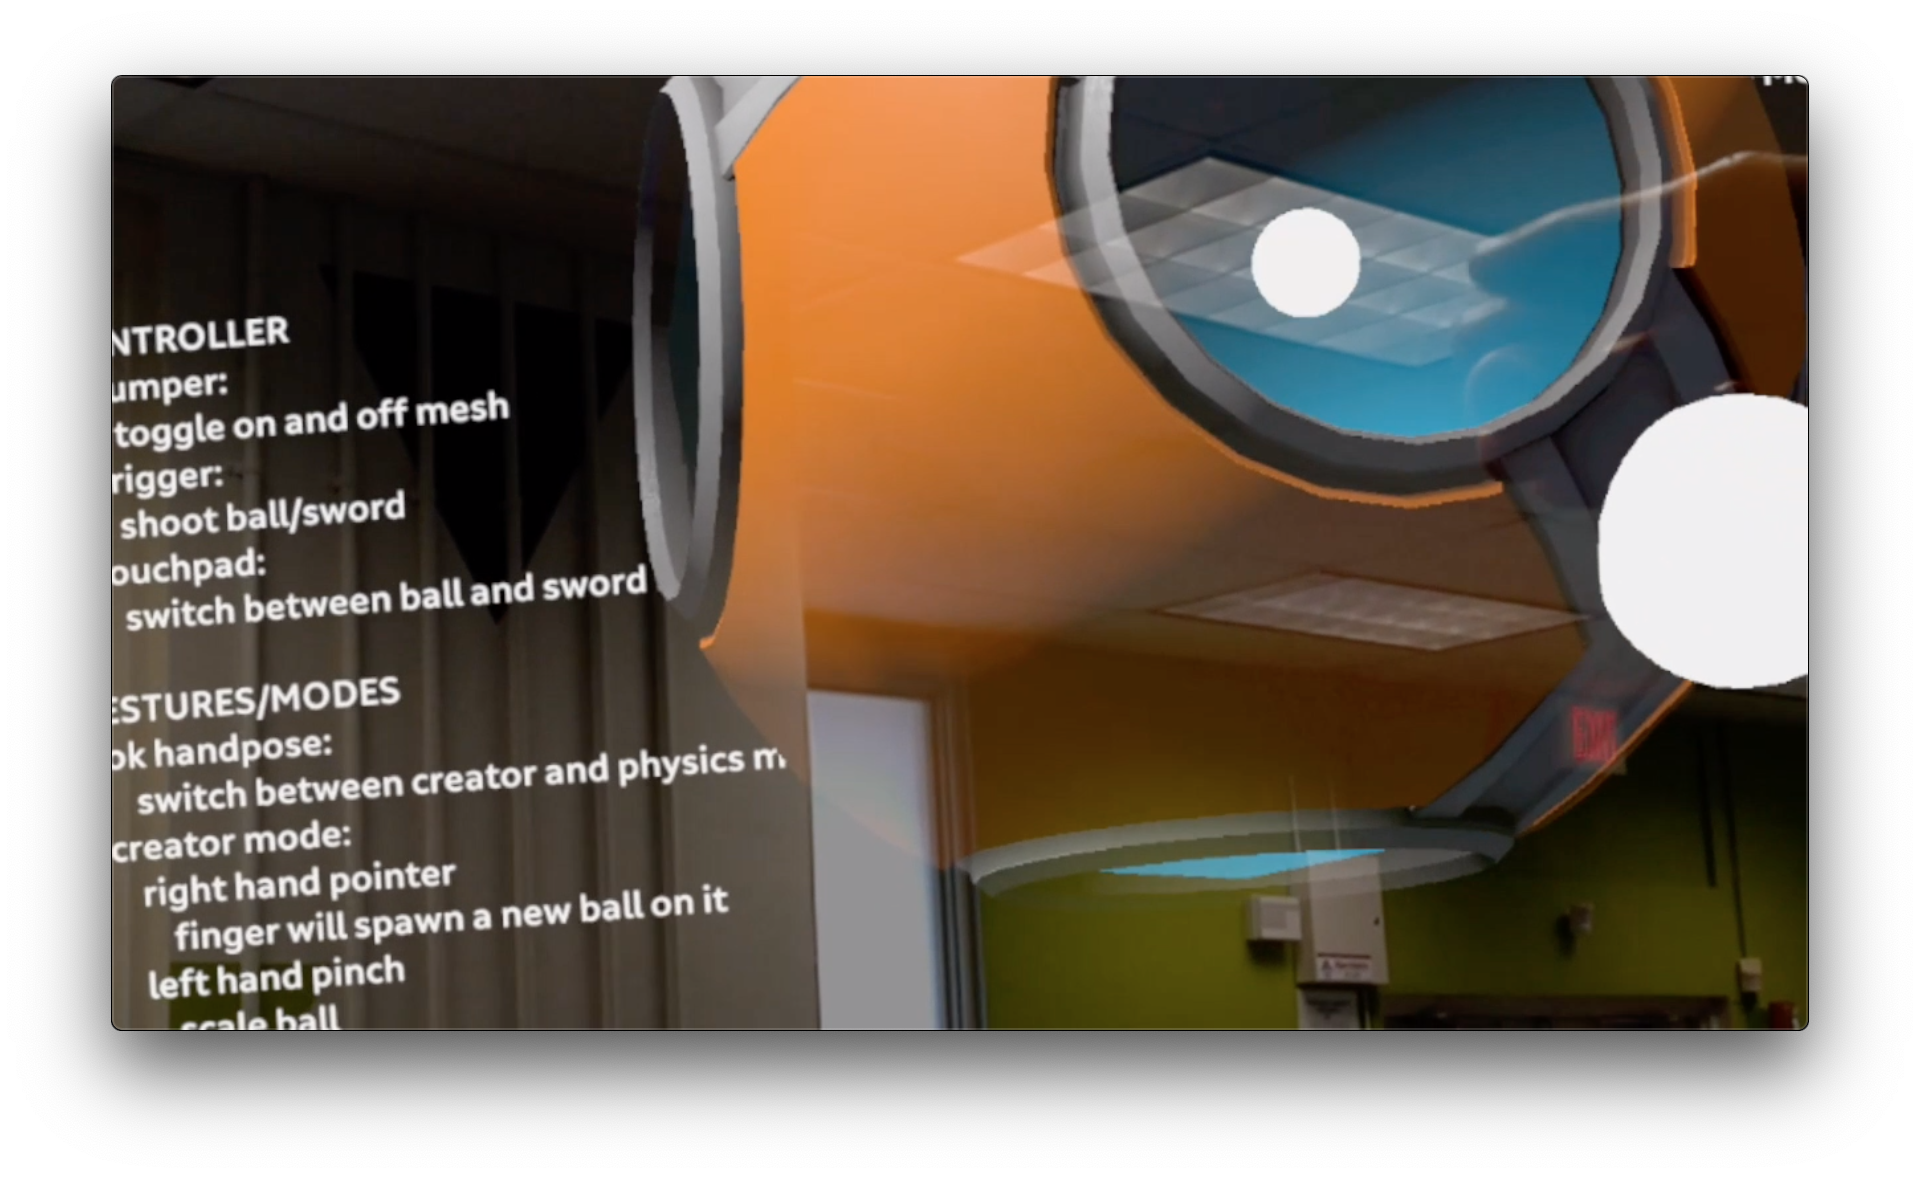 NTROLLER
umper:
toggle on and off mesh
rigger:
shoot ball/sword
ouchpad:
switch between ball and sword
ESTURES/MODES
ok handpose:
switch between creator and physics m
creator mode:
right hand pointer
finger will spawn a new ball on it
left hand pinch
scale ball
EXIT